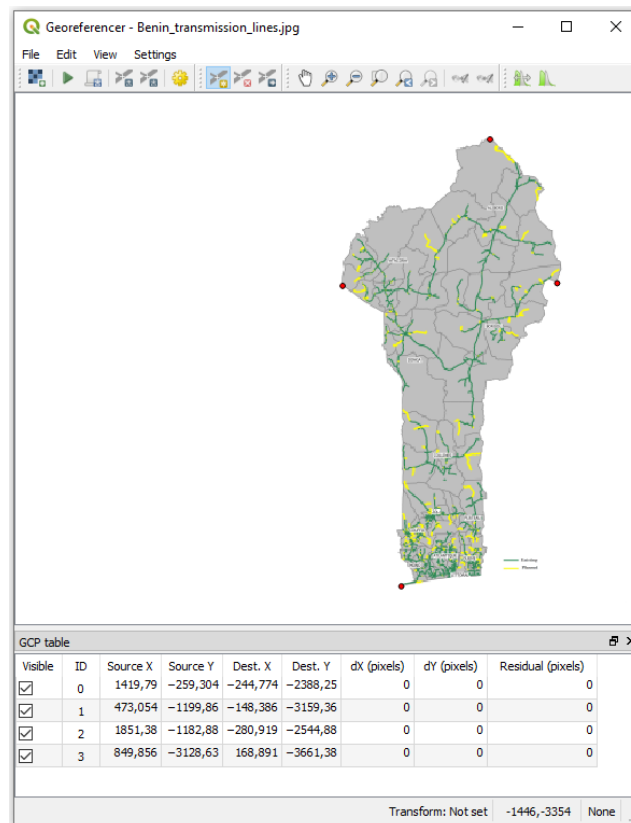 Georeferencer - Benin_transmission_lines.jpg
File Edit View Settings
Existing
Planned
GCP table
Visible ID Source X Source Y Dest. X Dest. Y dX (pixels) dY (pixels) Residual (pixels)
0 1419,79 -259,304 -244,774 -2388,25 0 0 0
1 473,054 -1199,86 -148,386 -3159,36 0 0 0
2 1851,38 -1182,88 -280,919 -2544,88 0 0 0
3 849,856 -3128,63 168,891 -3661,38 0 0 0
Transform: Not set -1446,-3354 None